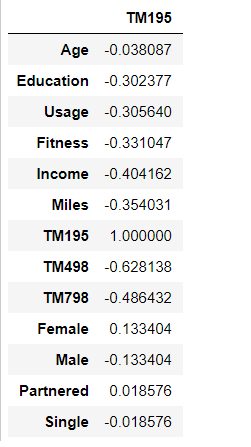 TM195
Age -0.038087
Education -0.302377
Usage -0.305640
Fitness -0.331047
Income -0.404162
Miles -0.354031
TM195 1.000000
TM498 -0.628138
TM798 -0.486432
Female 0.133404
Male -0.133404
Partnered 0.018576
Single -0.018576